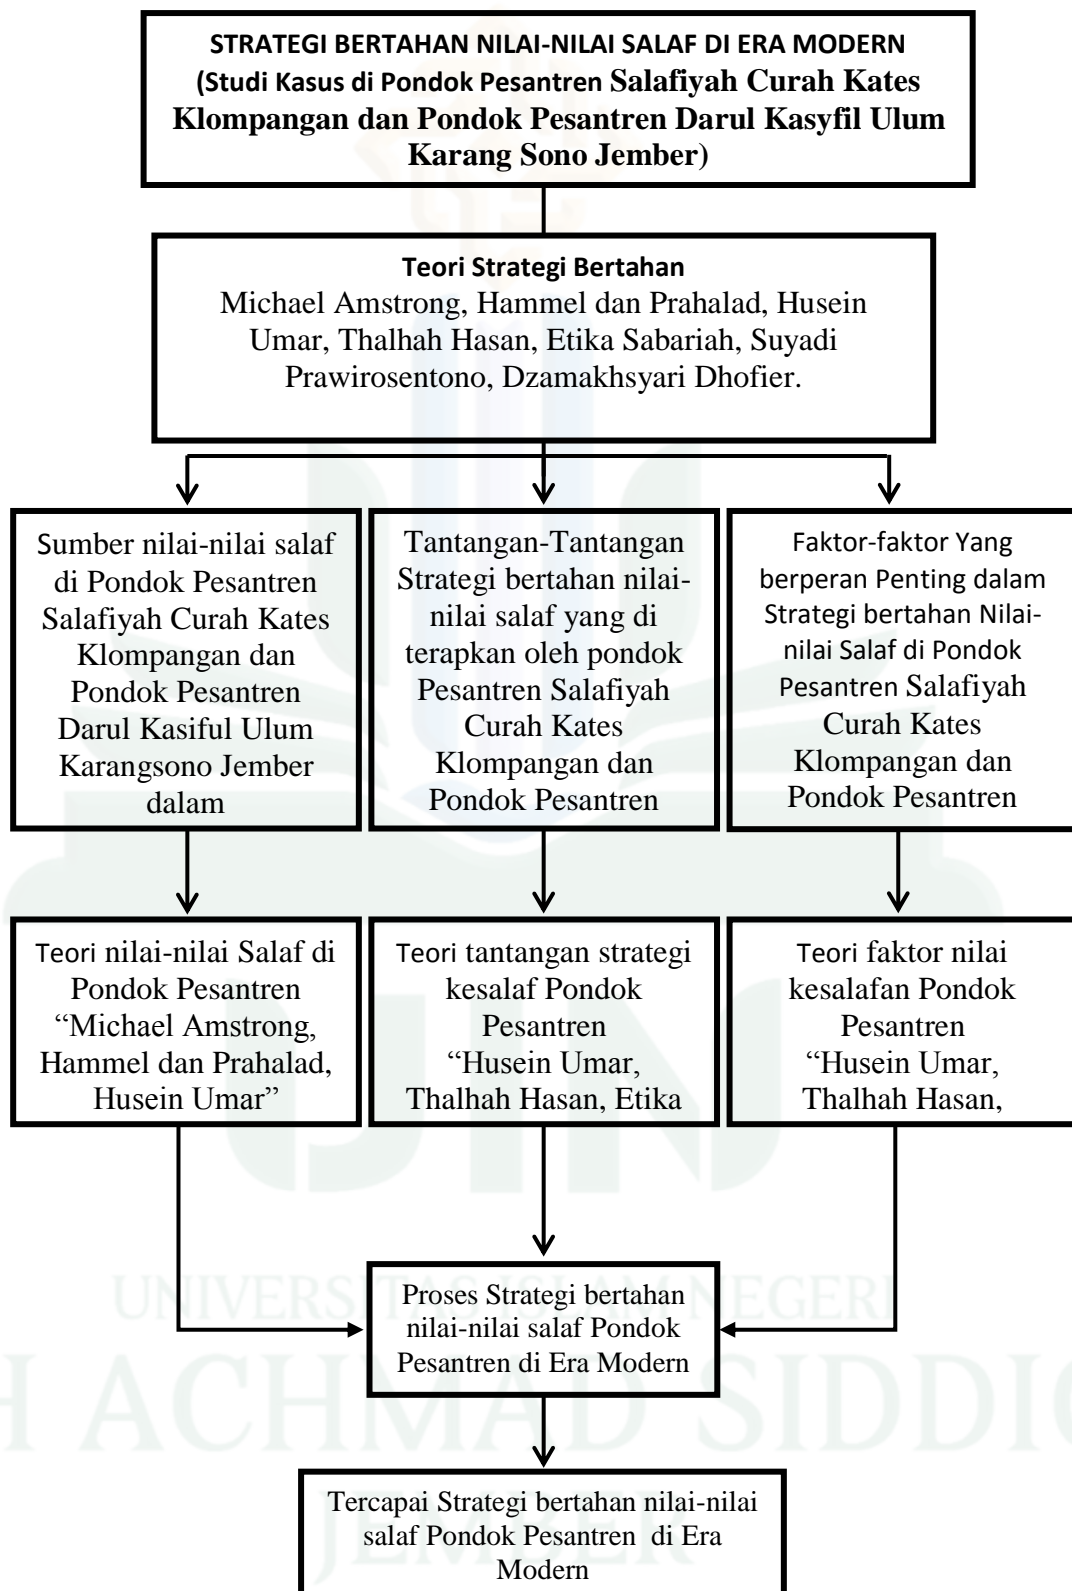 STRATEGI BERTAHAN NILAI-NILAI SALAF DI ERA MODERN
(Studi Kasus di Pondok Pesantren Salafiyah Curah Kates
Klompangan dan Pondok Pesantren Darul Kasyfil Ulum
Karang Sono Jember)
Teori Strategi Bertahan
Michael Amstrong, Hammel dan Prahalad, Husein
Umar, Thalhah Hasan, Etika Sabariah, Suyadi
Prawirosentono, Dzamakhsyari Dhofier.
Sumber nilai-nilai salaf
di Pondok Pesantren
Salafiyah Curah Kates
Klompangan dan
Pondok Pesantren
Darul Kasiful Ulum
Karangsono Jember
dalam
Tantangan-Tantangan
Strategi bertahan nilai-
nilai salaf yang di
terapkan oleh pondok
Pesantren Salafiyah
Curah Kates
Klompangan dan
Pondok Pesantren
Faktor-faktor Yang
berperan Penting dalam
Strategi bertahan Nilai-
nilai Salaf di Pondok
Pesantren Salafiyah
Curah Kates
Klompangan dan
Pondok Pesantren
Teori nilai-nilai Salaf di
Pondok Pesantren
“Michael Amstrong,
Hammel dan Prahalad,
Husein Umar”
Teori tantangan strategi
kesalaf Pondok
Pesantren
“Husein Umar,
Thalhah Hasan, Etika
Teori faktor nilai
kesalafan Pondok
Pesantren
“Husein Umar,
Thalhah Hasan,
Proses Strategi bertahan
nilai-nilai salaf Pondok
Pesantren di Era Modern
Tercapai Strategi bertahan nilai-nilai
salaf Pondok Pesantren di Era
Modern
UIN
UNIVERSITAS ISLAM NEGERI
H ACHMAD SIDDIQ
JEMBER